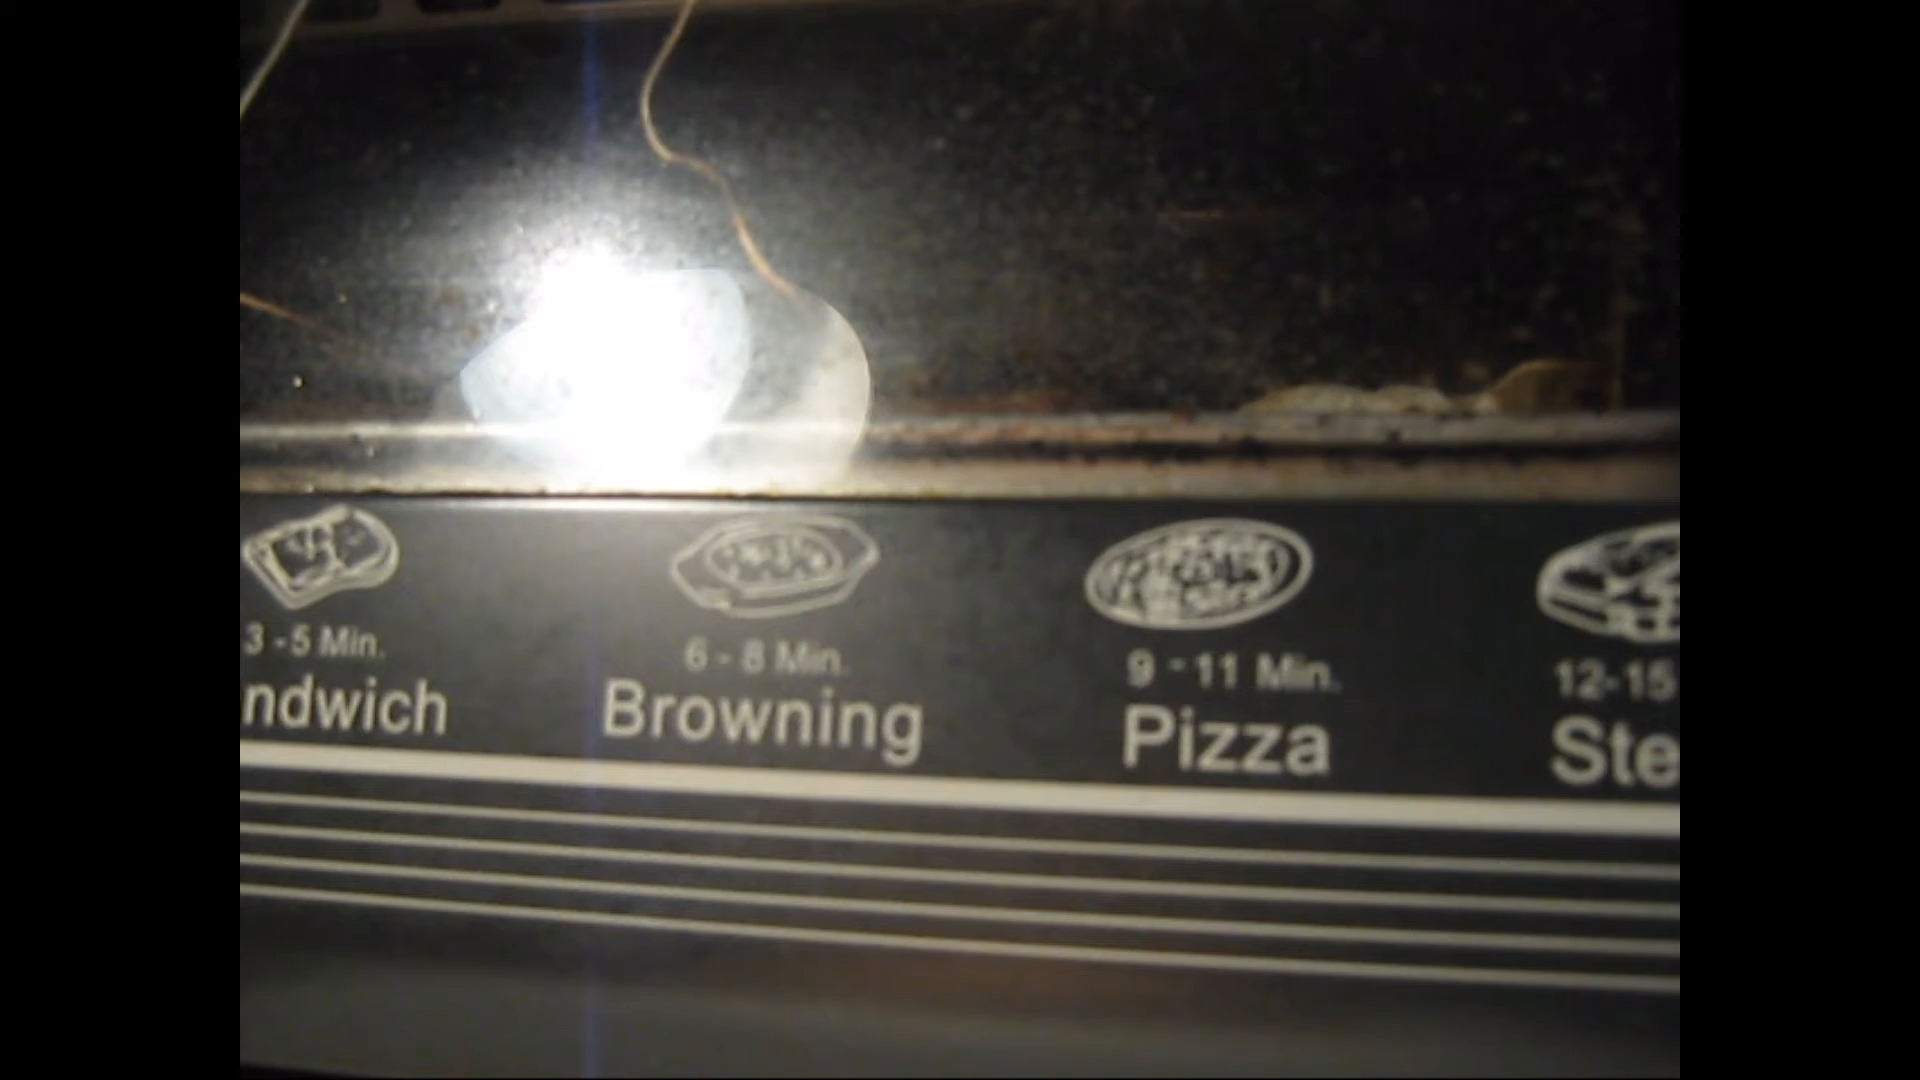 3 - 5 Min.
ndwich
6 - 8 Min.
Browning
9 - 11 Min.
Pizza
12-15
Ste